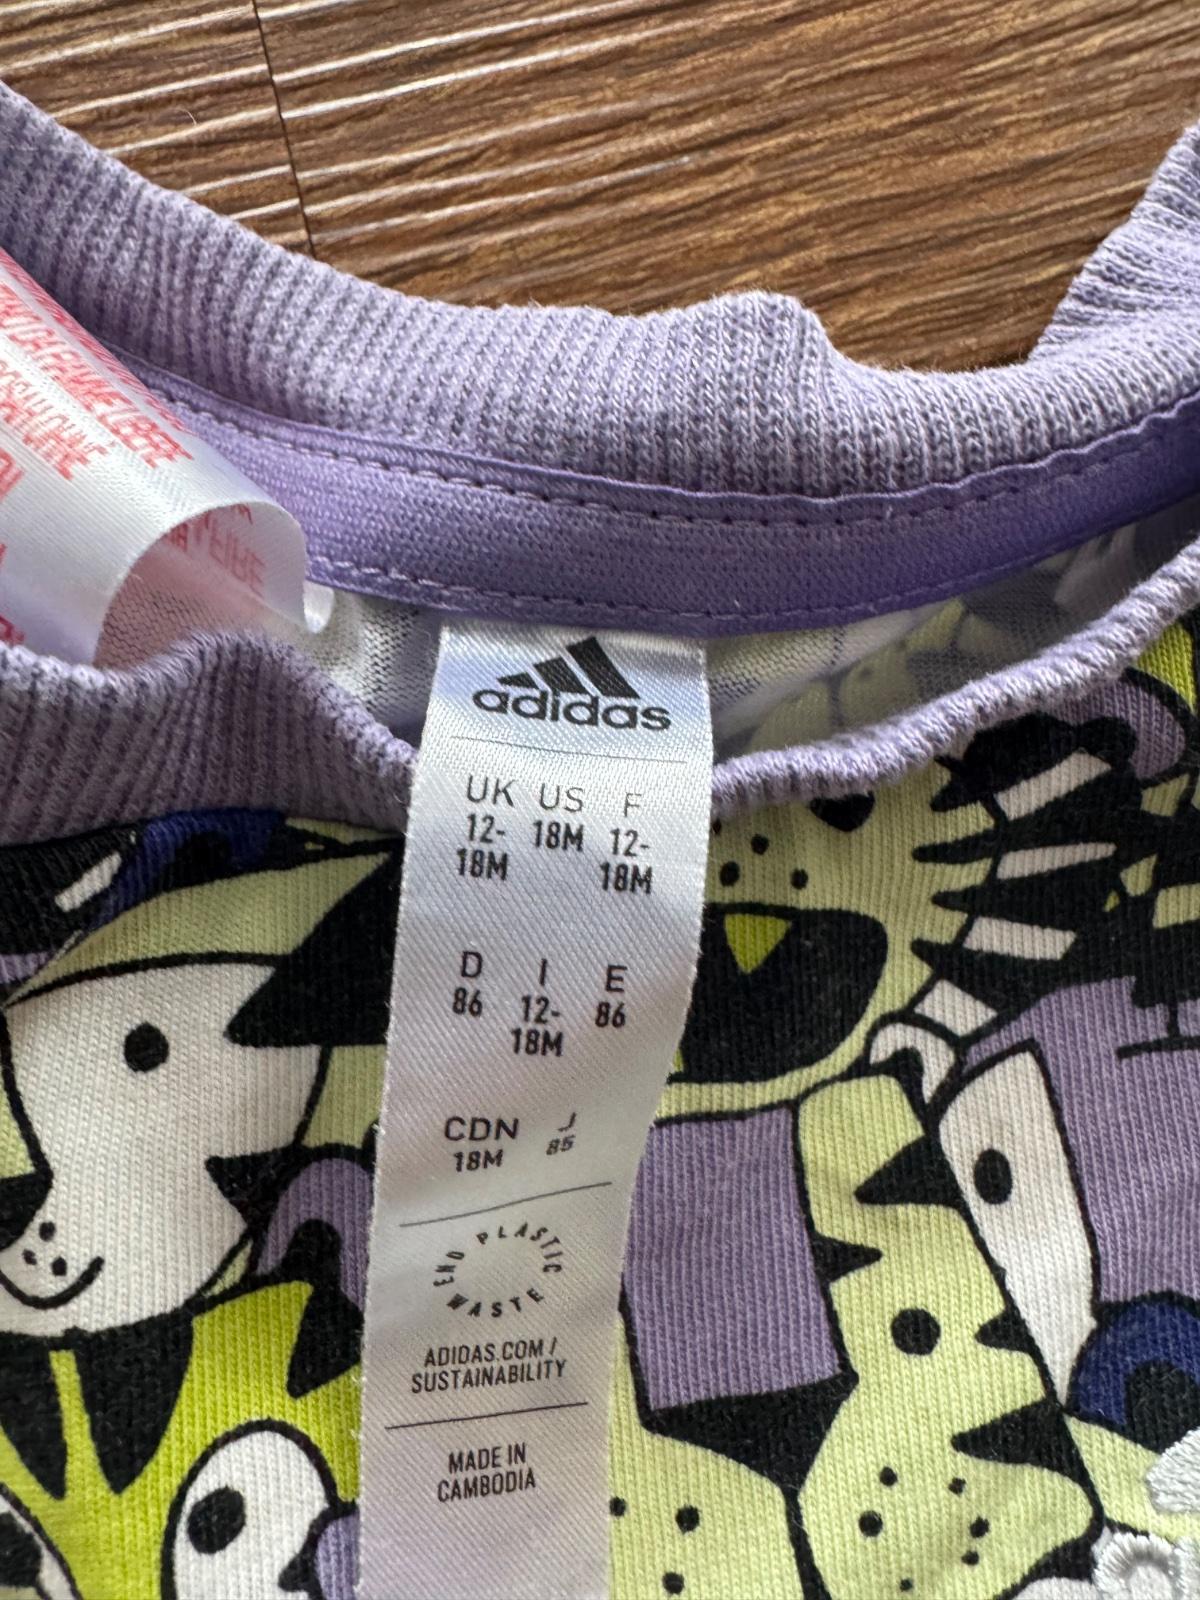 adidas
UK US F
12-18M 18M 12-18M
D I E
86 12-18M 86
CDN J
18M 85
END PLASTIC WASTE
ADIDAS.COM /
SUSTAINABILITY
MADE IN
CAMBODIA
FIRE